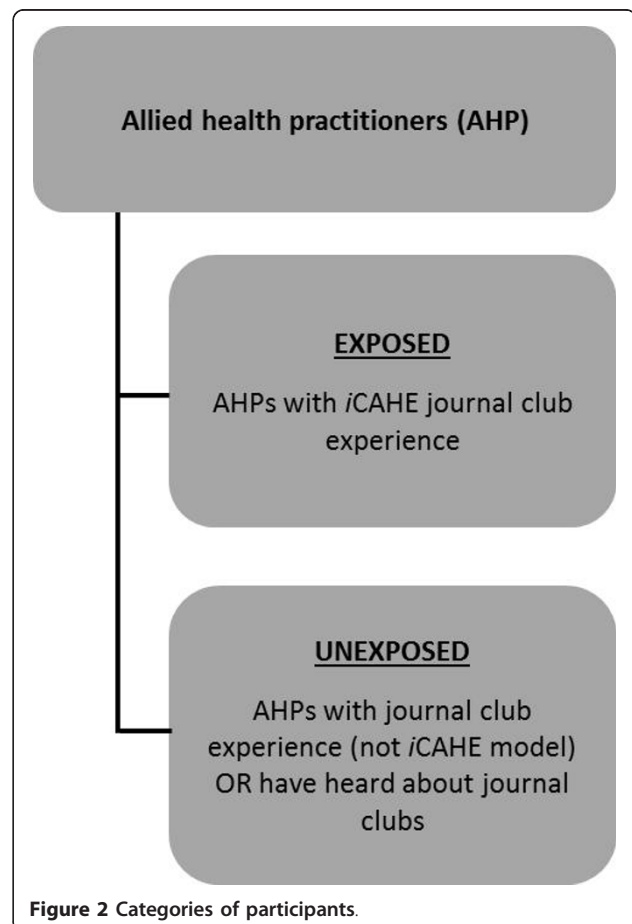 Allied health practitioners (AHP)
EXPOSED
AHPs with iCAHE journal club
experience
UNEXPOSED
AHPs with journal club
experience (not iCAHE model)
OR have heard about journal
clubs
Figure 2 Categories of participants.